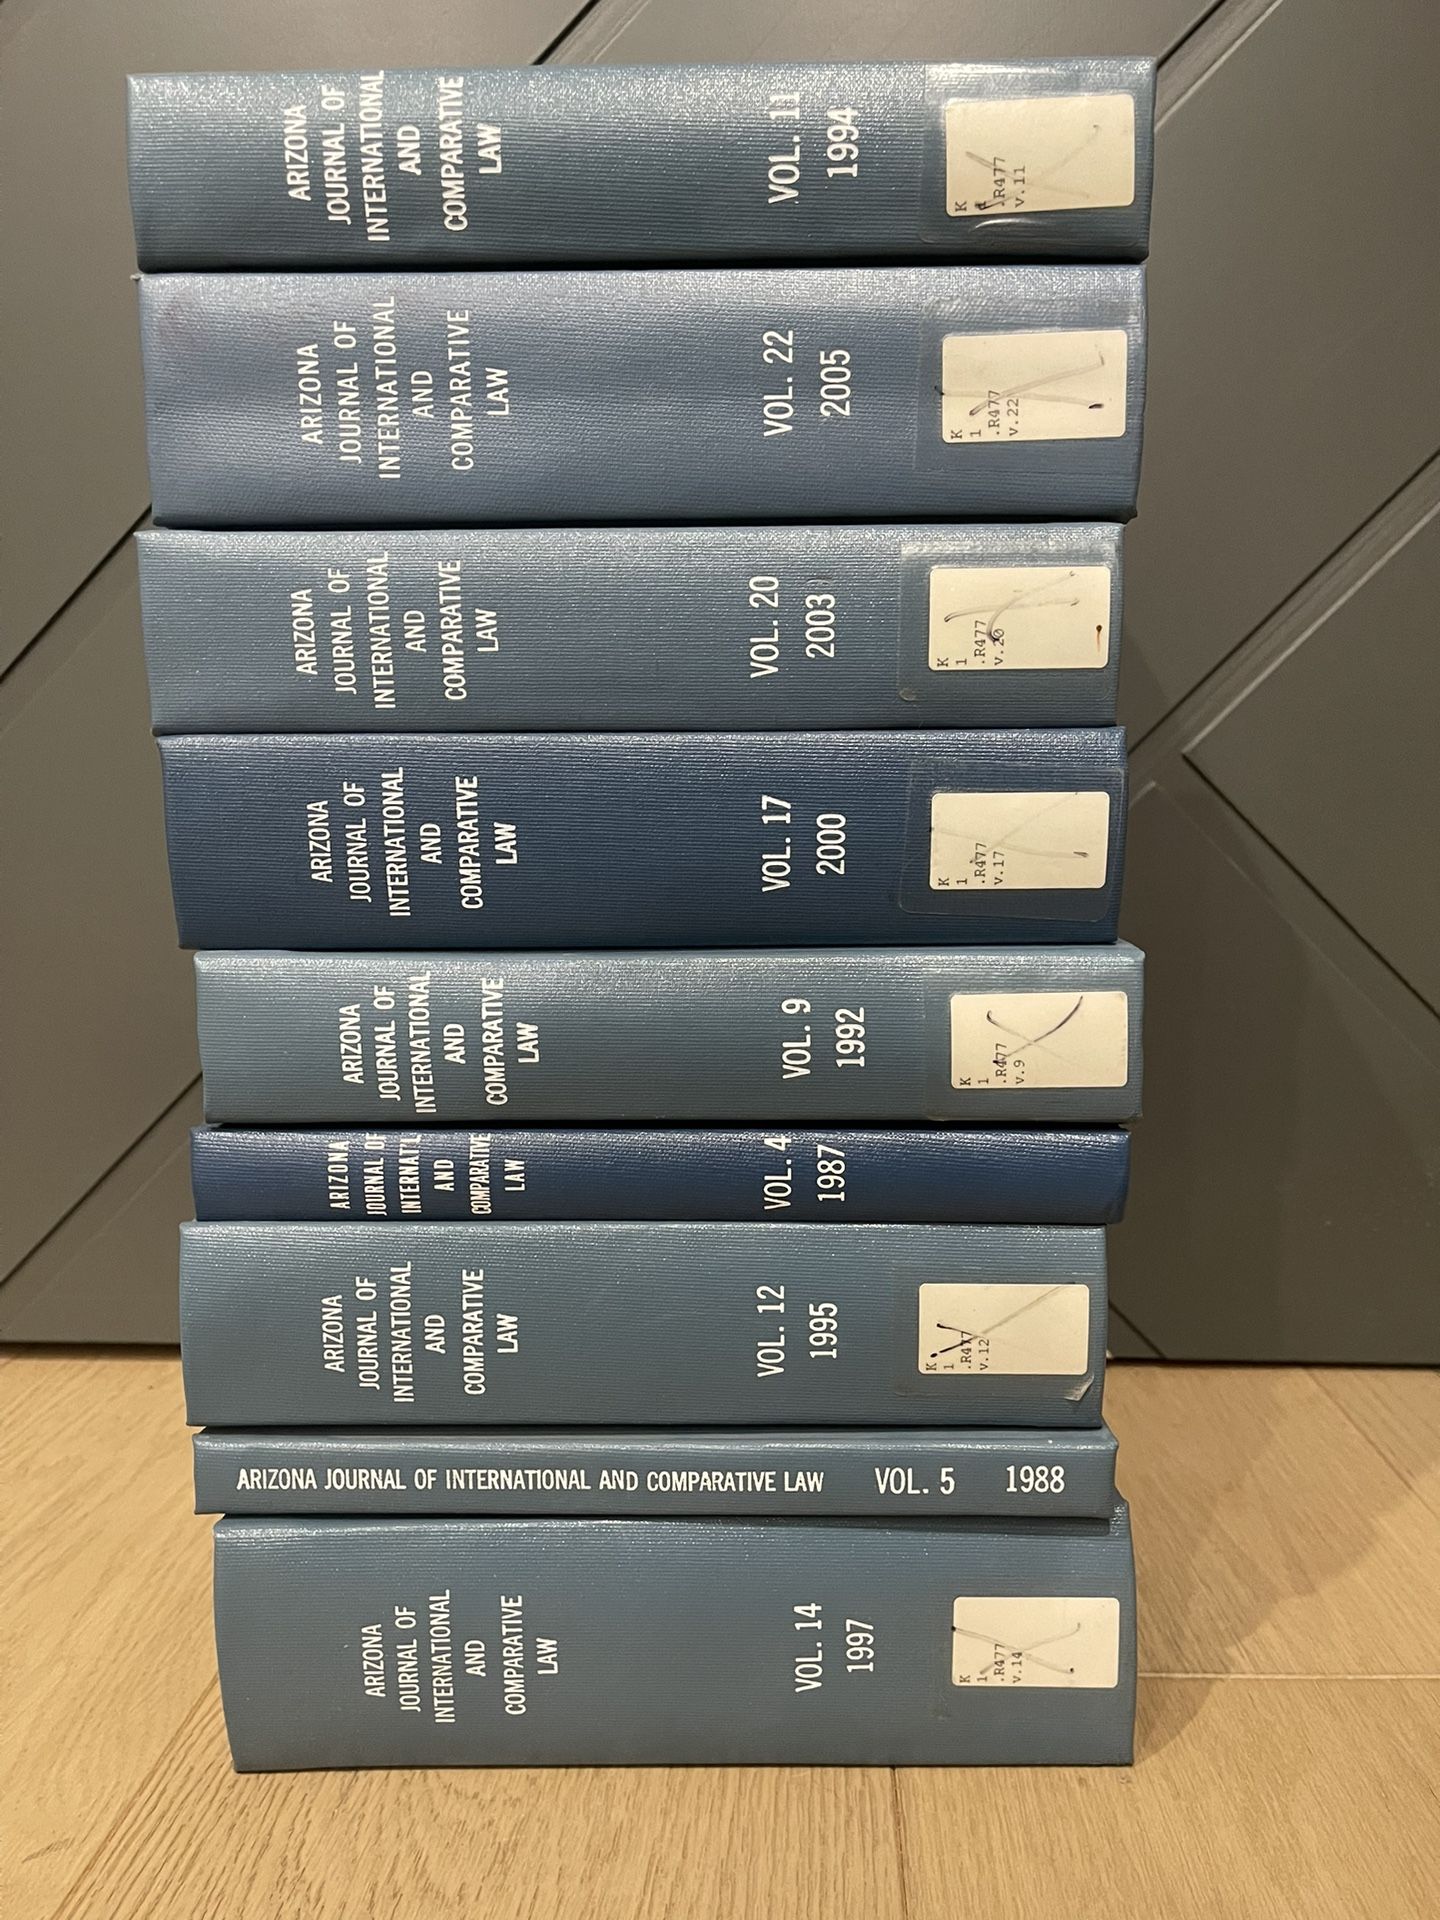 ARIZONA
JOURNAL OF
INTERNATIONAL
AND
COMPARATIVE
LAW
VOL. 11
1994
K
.R477
v.11
ARIZONA
JOURNAL OF
INTERNATIONAL
AND
COMPARATIVE
LAW
VOL. 22
2005
K
1
.R477
v.22
ARIZONA
JOURNAL OF
INTERNATIONAL
AND
COMPARATIVE
LAW
VOL. 20
2003
K
1
.R477
v.20
ARIZONA
JOURNAL OF
INTERNATIONAL
AND
COMPARATIVE
LAW
VOL. 17
2000
K
1
.R477
v.17
ARIZONA
JOURNAL OF
INTERNATIONAL
AND
COMPARATIVE
LAW
VOL. 9
1992
K
1
.R477
v.9
ARIZONA
JOURNAL OF
INTERNAT'L
AND
COMPARATIVE
LAW
VOL. 4
1987
ARIZONA
JOURNAL OF
INTERNATIONAL
AND
COMPARATIVE
LAW
VOL. 12
1995
K
1
.R477
v.12
ARIZONA JOURNAL OF INTERNATIONAL AND COMPARATIVE LAW VOL. 5 1988
ARIZONA
JOURNAL OF
INTERNATIONAL
AND
COMPARATIVE
LAW
VOL. 14
1997
K
1
.R477
v.14